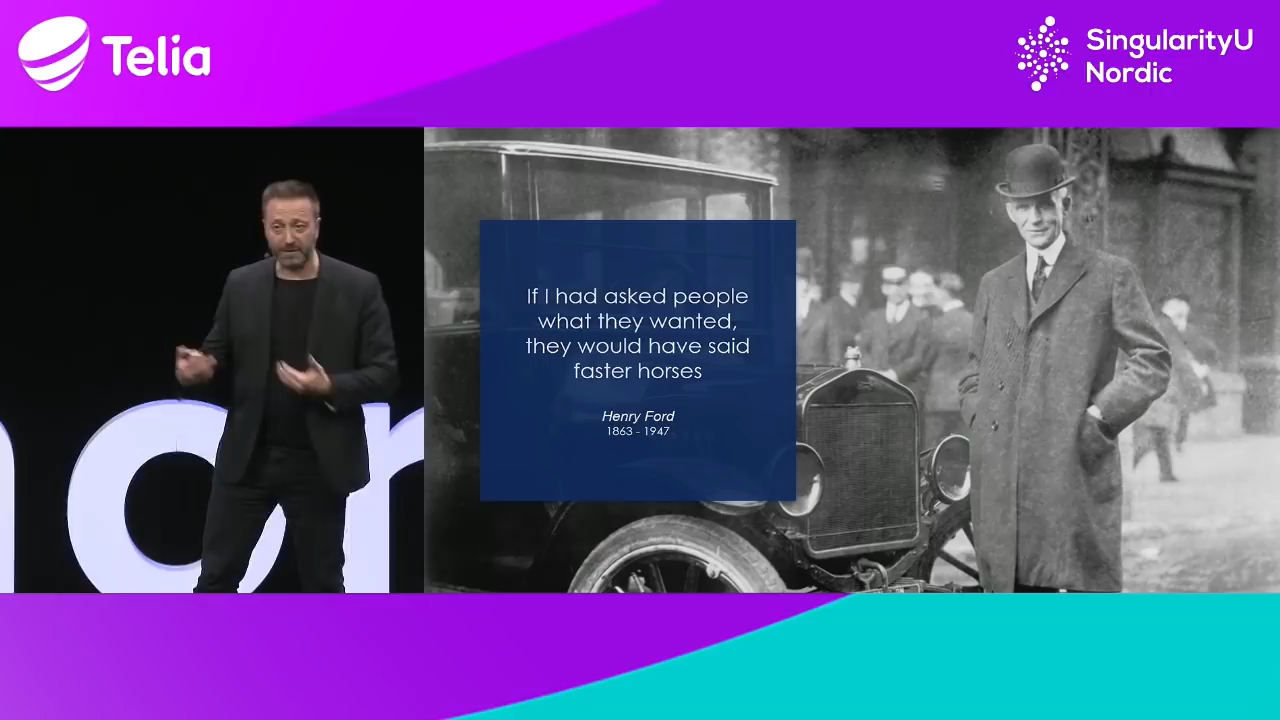 Telia
SingularityU
Nordic
If I had asked people
what they wanted,
they would have said
faster horses
Henry Ford
1863 - 1947